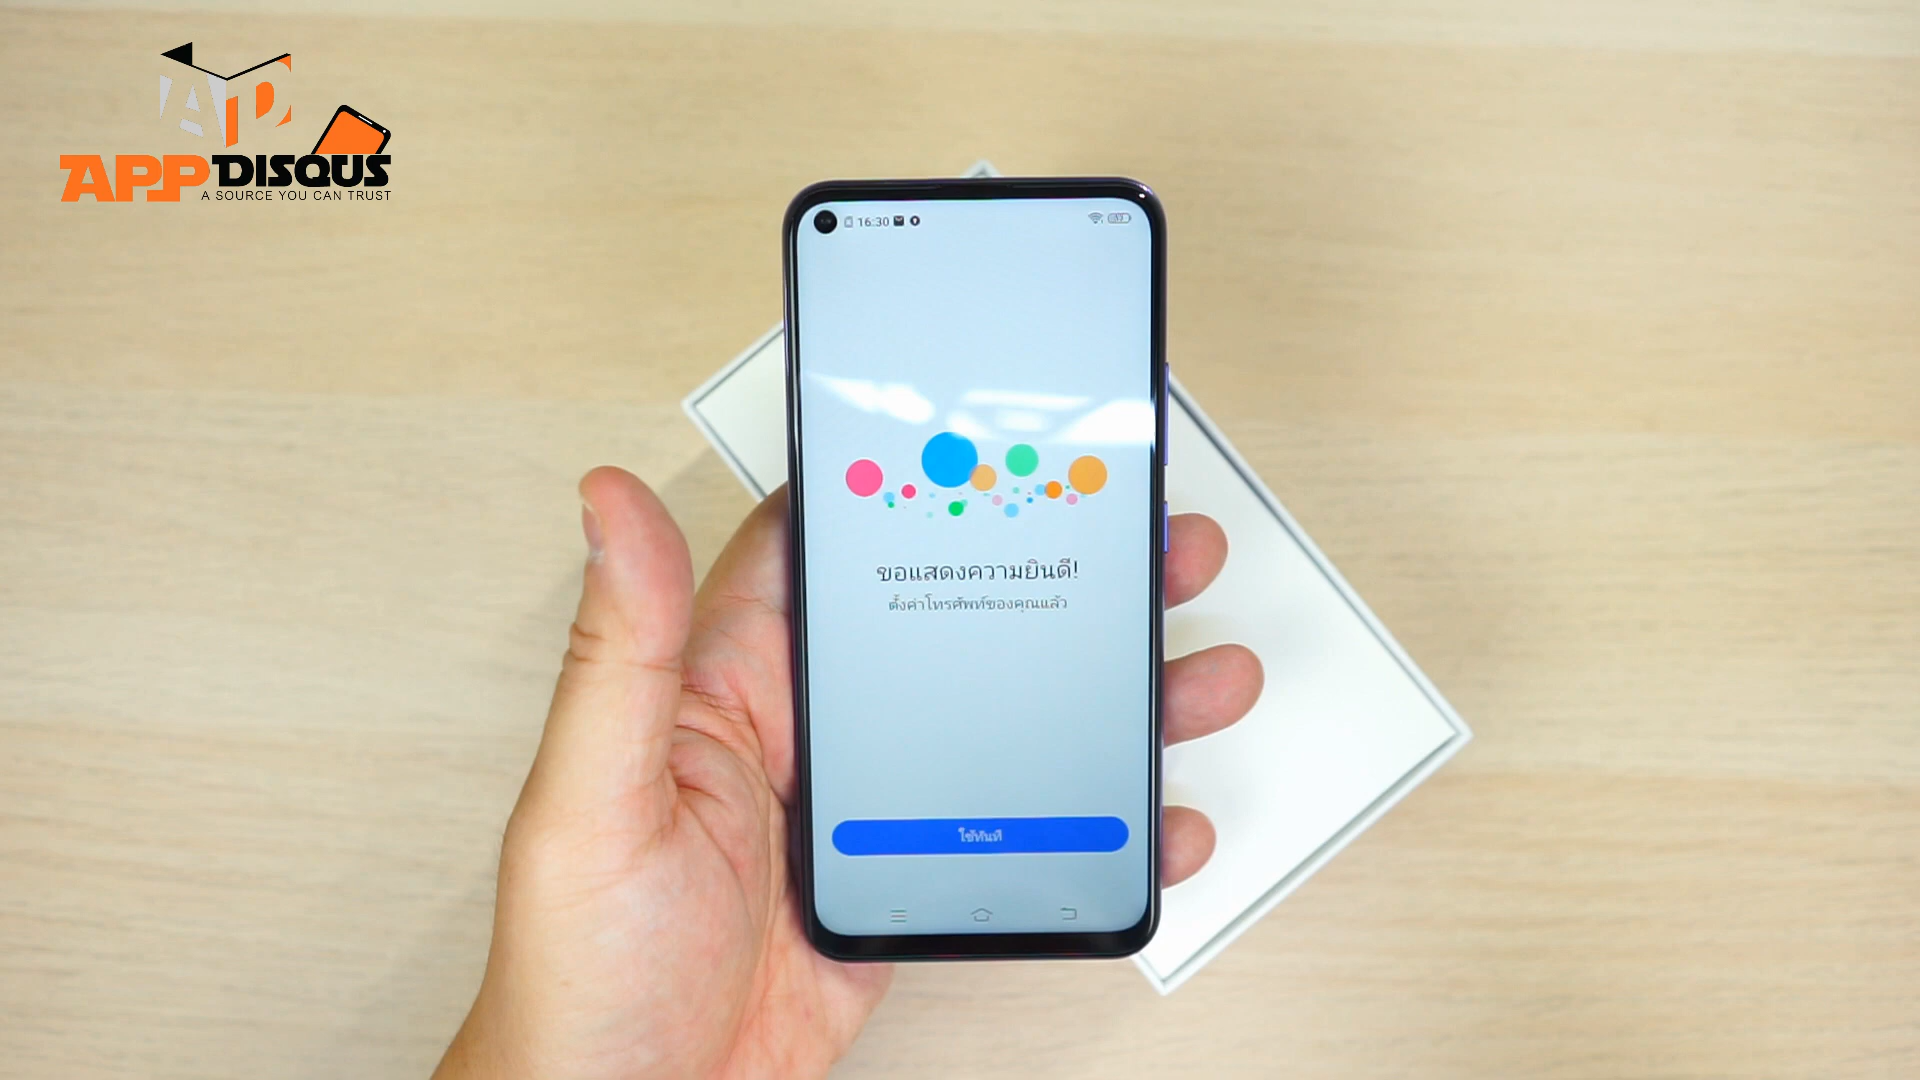 AD
APPDISQUS
A SOURCE YOU CAN TRUST
16:30
ขอแสดงความยินดี!
ตั้งค่าโทรศัพท์ของคุณแล้ว
ใช้ทันที